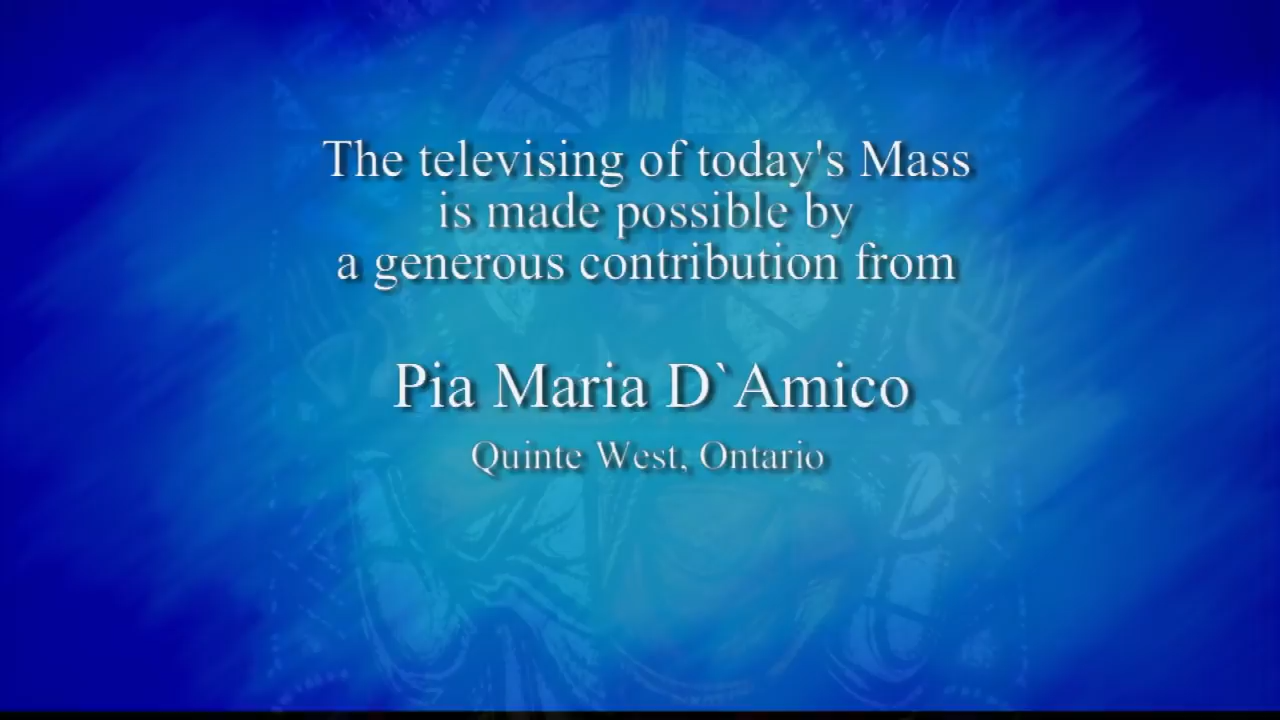 The televising of today's Mass
is made possible by
a generous contribution from
Pia Maria D`Amico
Quinte West, Ontario